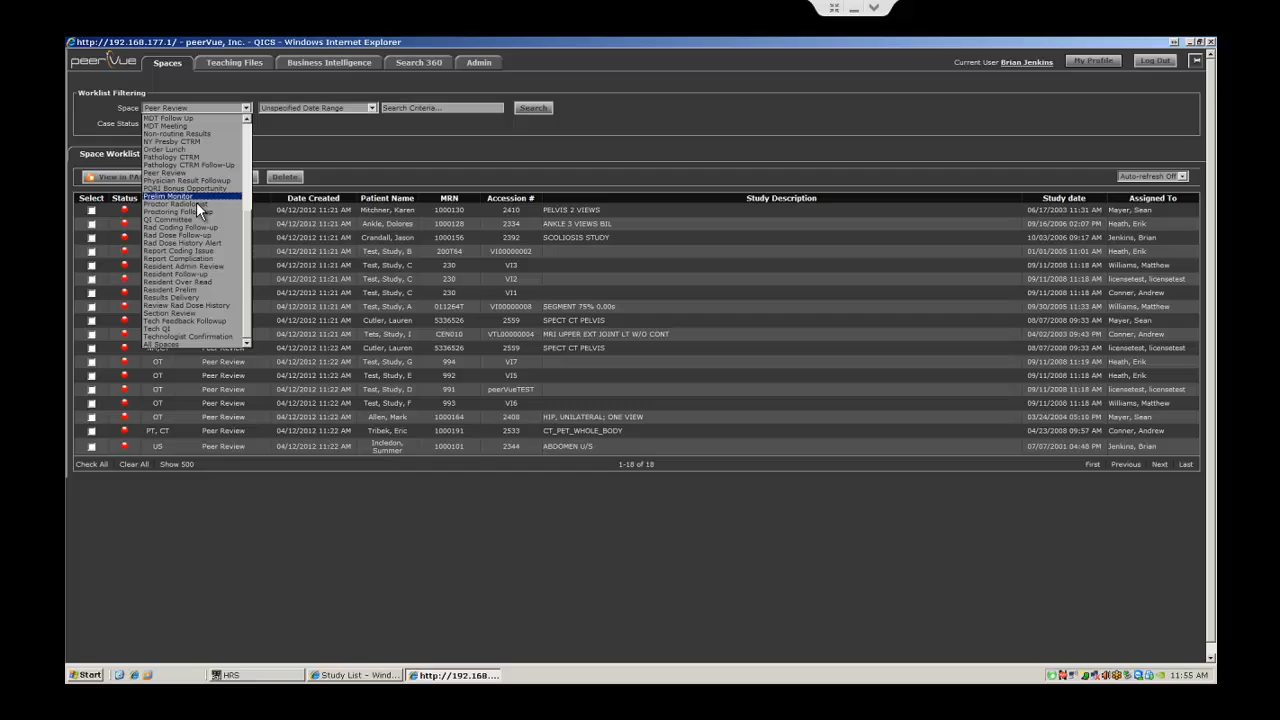 http://192.168.177.1/ - peerVue, Inc. - QICS - Windows Internet Explorer
peerVue
Spaces
Teaching Files
Business Intelligence
Search 360
Admin
Current User Brian Jenkins
My Profile
Log Out
Worklist Filtering
Space Peer Review Unspecified Date Range Search Criteria... Search
Case Status
MDT Follow Up
MDT Meeting
Non-routine Results
NY Presby CTRM
Order Lunch
Pathology CTRM
Pathology CTRM Follow-Up
Peer Review
Physician Result Followup
PQRI Bonus Opportunity
Prelim Monitor
Proctor Radiologist
Proctoring Follow-up
QI Committee
Rad Coding Follow-up
Rad Dose Follow-up
Rad Dose History Alert
Report Coding Issue
Report Complication
Resident Admin Review
Resident Follow-up
Resident Over Read
Resident Prelim
Results Delivery
Review Rad Dose History
Section Review
Tech Feedback Followup
Tech QI
Technologist Confirmation
All Spaces
Space Worklist
View in PA Delete Auto-refresh Off
Select Status Date Created Patient Name MRN Accession # Study Description Study date Assigned To
04/12/2012 11:21 AM Mitchner, Karen 1000130 2410 PELVIS 2 VIEWS 06/17/2003 11:31 AM Mayor, Sean
04/12/2012 11:21 AM Ankle, Dolores 1000128 2334 ANKLE 3 VIEWS BIL 09/16/2006 02:07 PM Heath, Erik
04/12/2012 11:21 AM Crandall, Jason 1000156 2392 SCOLIOSIS STUDY 10/03/2006 09:17 AM Jenkins, Brian
04/12/2012 11:21 AM Test, Study, B 200T64 VI00000002 01/01/2005 11:01 AM Heath, Erik
04/12/2012 11:21 AM Test, Study, C 230 VI3 09/11/2008 11:18 AM Williams, Matthew
04/12/2012 11:21 AM Test, Study, C 230 VI2 09/11/2008 11:18 AM licensetest, licensetest
04/12/2012 11:21 AM Test, Study, C 230 VI1 09/11/2008 11:18 AM Conner, Andrew
04/12/2012 11:21 AM Test, Study, A 011264T VI00000008 SEGMENT 75% 0.00s 09/30/2005 11:33 AM Williams, Matthew
04/12/2012 11:21 AM Cutler, Lauren 5336526 2559 SPECT CT PELVIS 08/07/2008 09:33 AM Mayor, Sean
04/12/2012 11:21 AM Tets, Study, I CEN010 VTL00000004 MRI UPPER EXT JOINT LT W/O CONT 04/02/2003 09:43 PM Conner, Andrew
Peer Review 04/12/2012 11:21 AM Cutler, Lauren 5336526 2559 SPECT CT PELVIS 08/07/2008 09:33 AM licensetest, licensetest
OT Peer Review 04/12/2012 11:22 AM Test, Study, G 994 VI7 09/11/2008 11:19 AM Heath, Erik
OT Peer Review 04/12/2012 11:22 AM Test, Study, E 992 VI5 09/11/2008 11:18 AM Heath, Erik
OT Peer Review 04/12/2012 11:22 AM Test, Study, D 991 peerVueTEST 09/11/2008 11:18 AM licensetest, licensetest
OT Peer Review 04/12/2012 11:22 AM Test, Study, F 993 VI6 09/11/2008 11:18 AM Williams, Matthew
OT Peer Review 04/12/2012 11:22 AM Allen, Mark 1000164 2408 HIP, UNILATERAL; ONE VIEW 03/24/2004 05:10 PM Mayor, Sean
PT, CT Peer Review 04/12/2012 11:22 AM Tribek, Eric 1000191 2533 CT_PET_WHOLE_BODY 04/23/2008 09:57 AM Conner, Andrew
US Peer Review 04/12/2012 11:22 AM Incledon, Summer 1000101 2344 ABDOMEN U/S 07/07/2001 04:48 PM Jenkins, Brian
Check All Clear All Show 500 1-18 of 18 First Previous Next Last
Start HRS Study List - Wind... http://192.168.... 11:55 AM